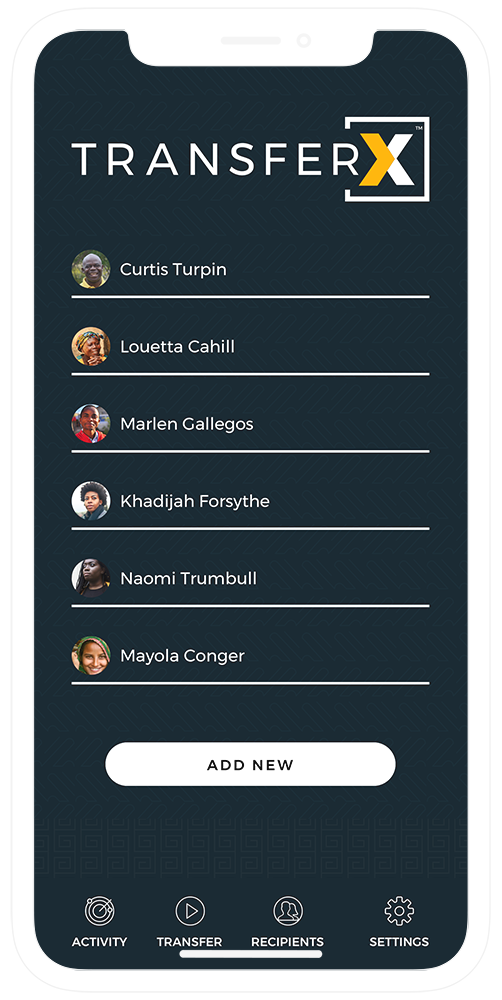 TRANSFERX™
Curtis Turpin
Louetta Cahill
Marlen Gallegos
Khadijah Forsythe
Naomi Trumbull
Mayola Conger
ADD NEW
ACTIVITY TRANSFER RECIPIENTS SETTINGS